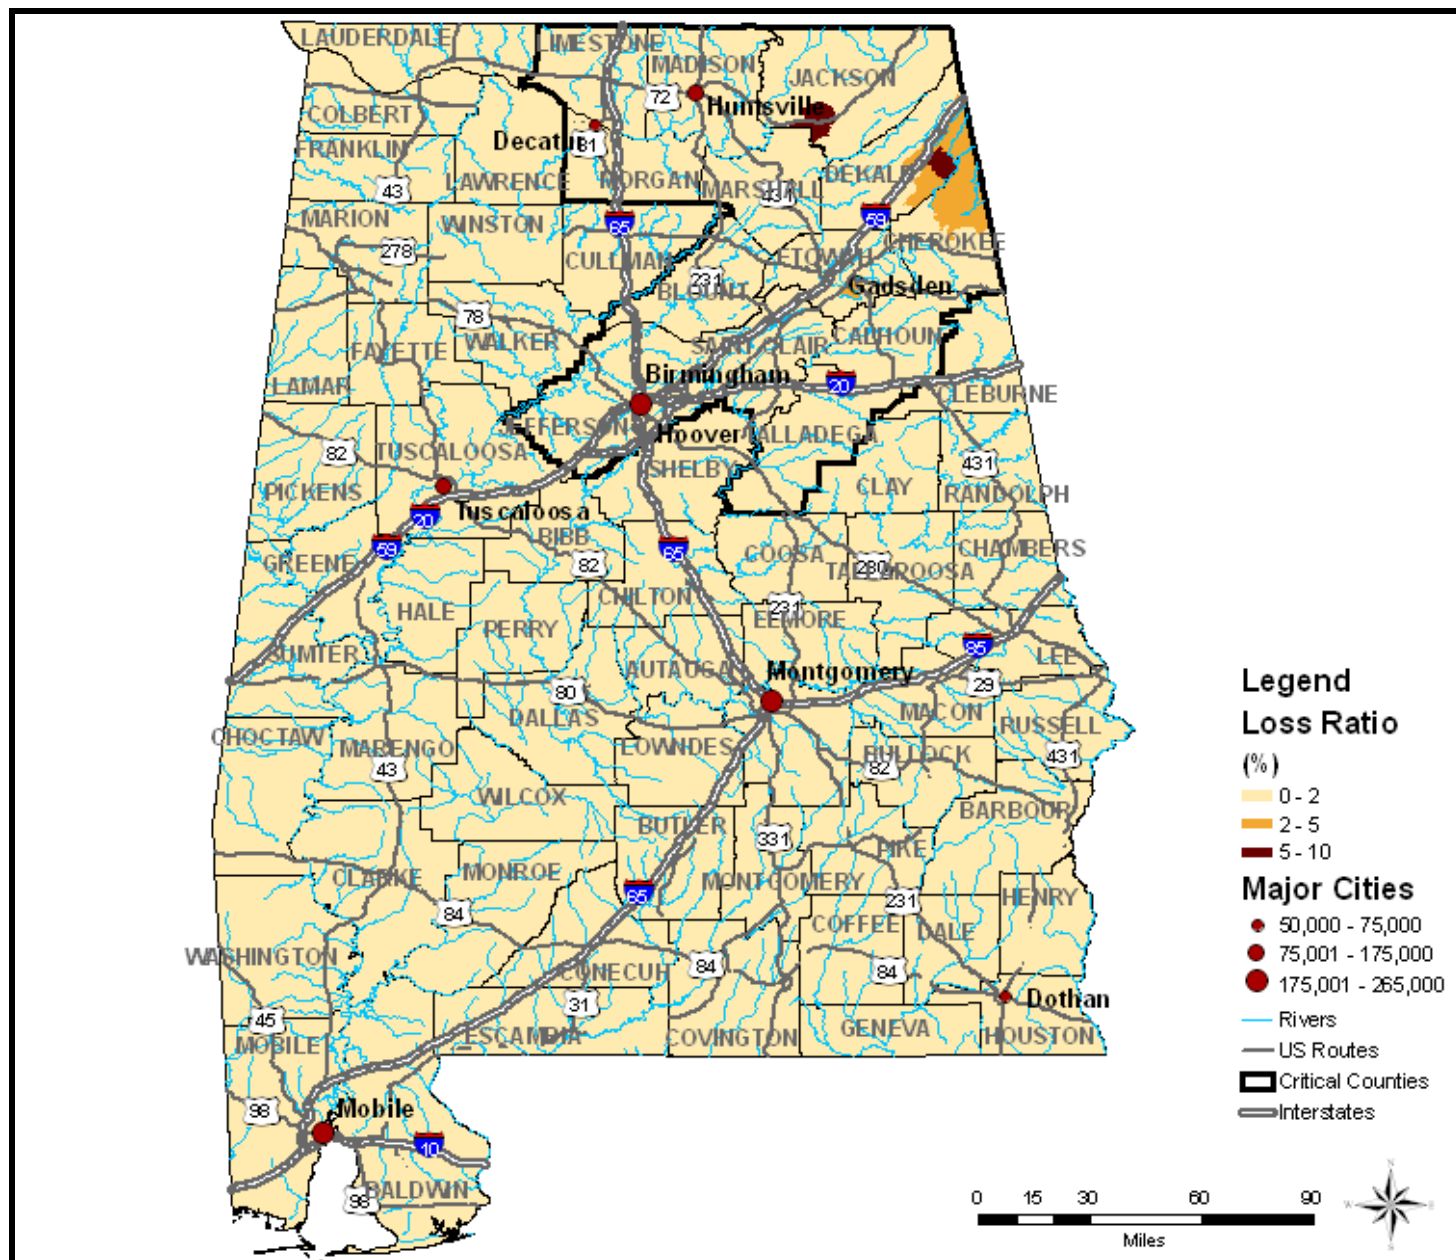 LAUDERDALE
LIMESTONE
MADISON
JACKSON
72
Huntsville
COLBERT
Decatur
31
FRANKLIN
LAWRENCE
MORGAN
MARSHALL
DEKALB
43
431
MARION
WINSTON
65
59
278
CULLMAN
ETOWAH
CHEROKEE
231
BLOUNT
Gadsden
78
WALKER
FAYETTE
SAINT CLAIR
CALHOUN
LAMAR
Birmingham
20
CLEBURNE
JEFFERSON
Hoover
TALLADEGA
82
TUSCALOOSA
SHELBY
431
PICKENS
CLAY
RANDOLPH
Tuscaloosa
20
59
BIBB
65
COOSA
CHAMBERS
GREENE
82
280
TALLAPOOSA
HALE
CHILTON
231
ELMORE
PERRY
SUMTER
AUTAUGA
Montgomery
85
LEE
80
29
DALLAS
MACON
RUSSELL
CHOCTAW
MARENGO
LOWNDES
BULLOCK
431
43
82
WILCOX
BARBOUR
BUTLER
331
PIKE
CLARKE
MONROE
65
MONTGOMERY
HENRY
84
231
COFFEE
DALE
WASHINGTON
CONECUH
84
84
31
Dothan
45
MOBILE
ESCAMBIA
COVINGTON
GENEVA
HOUSTON
98
Mobile
10
98
BALDWIN
Legend
Loss Ratio
(%)
0 - 2
2 - 5
5 - 10
Major Cities
50,000 - 75,000
75,001 - 175,000
175,001 - 265,000
Rivers
US Routes
Critical Counties
Interstates
0 15 30 60 90
Miles
N
W E
S